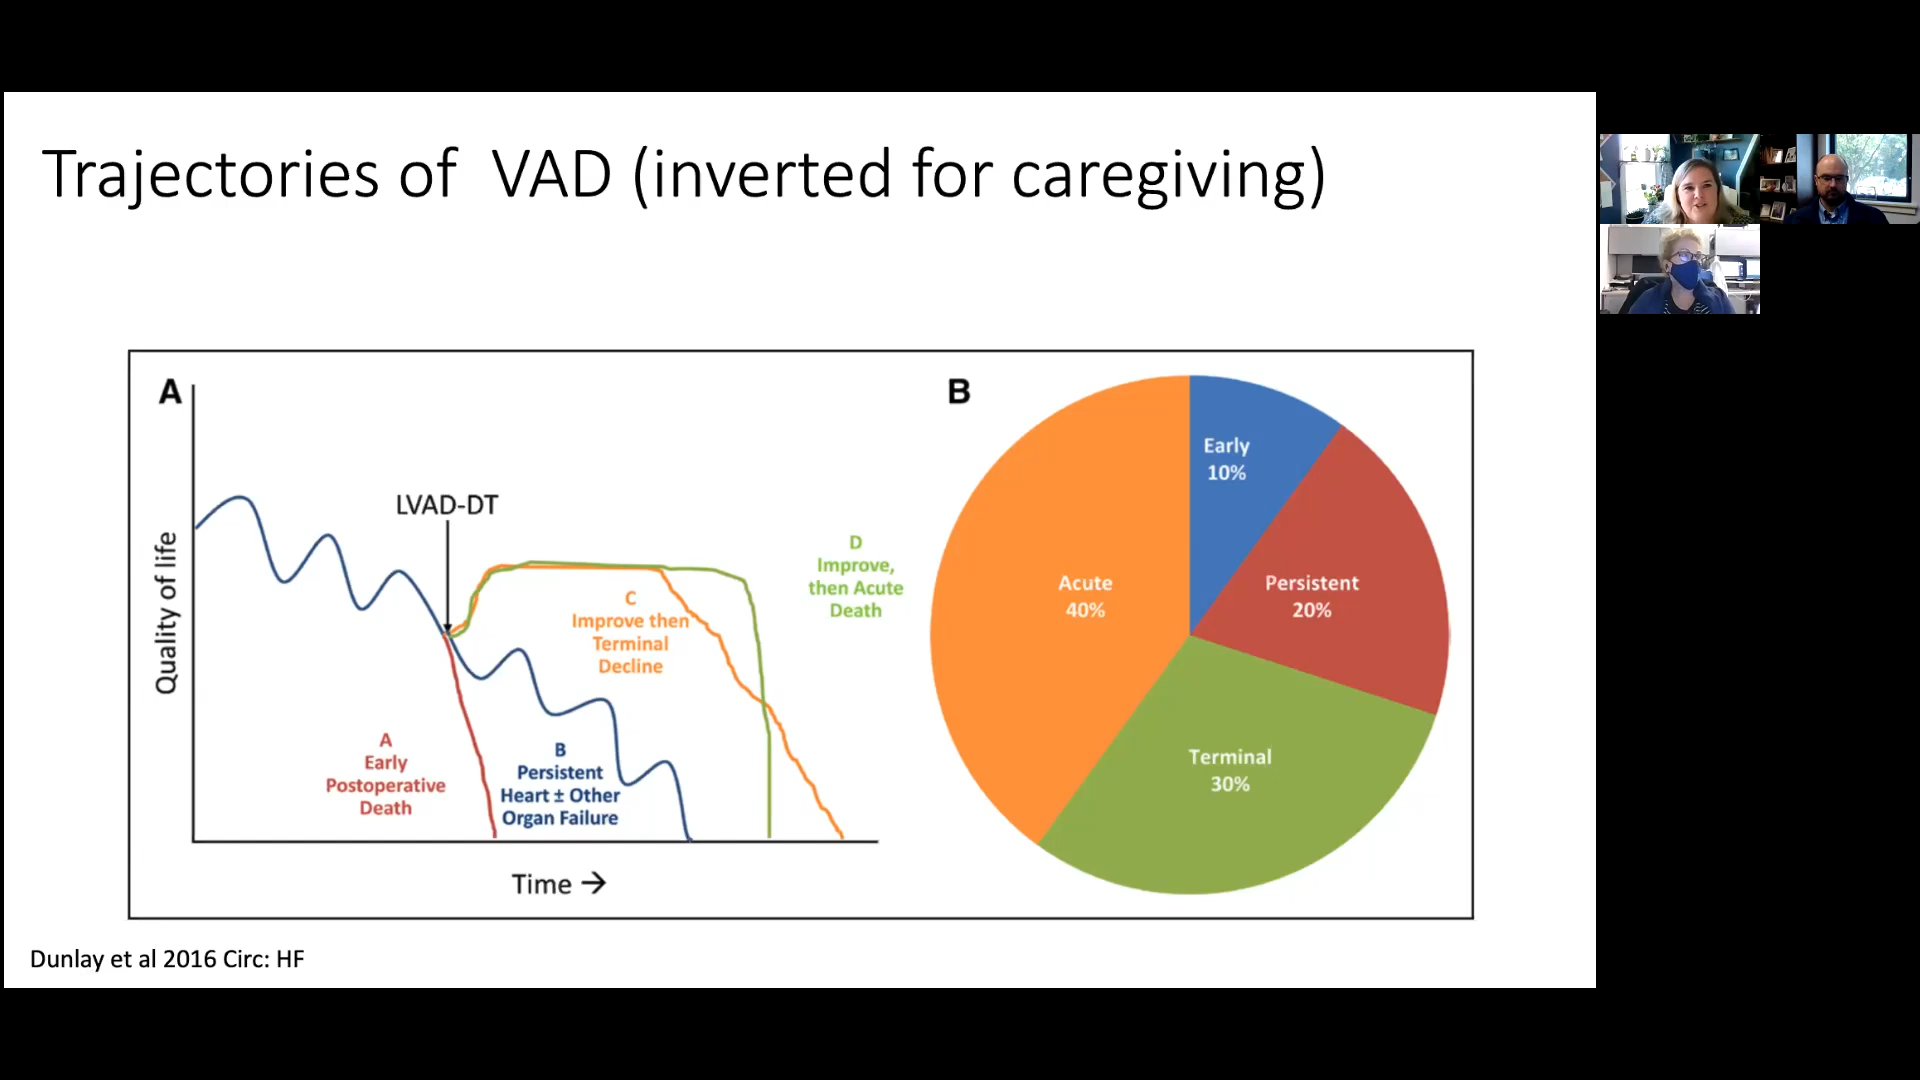 Trajectories of VAD (inverted for caregiving)
A
Quality of life
LVAD-DT
D
Improve,
then Acute
Death
C
Improve then
Terminal
Decline
A
Early
Postoperative
Death
B
Persistent
Heart ± Other
Organ Failure
Time →
B
Early
10%
Persistent
20%
Acute
40%
Terminal
30%
Dunlay et al 2016 Circ: HF